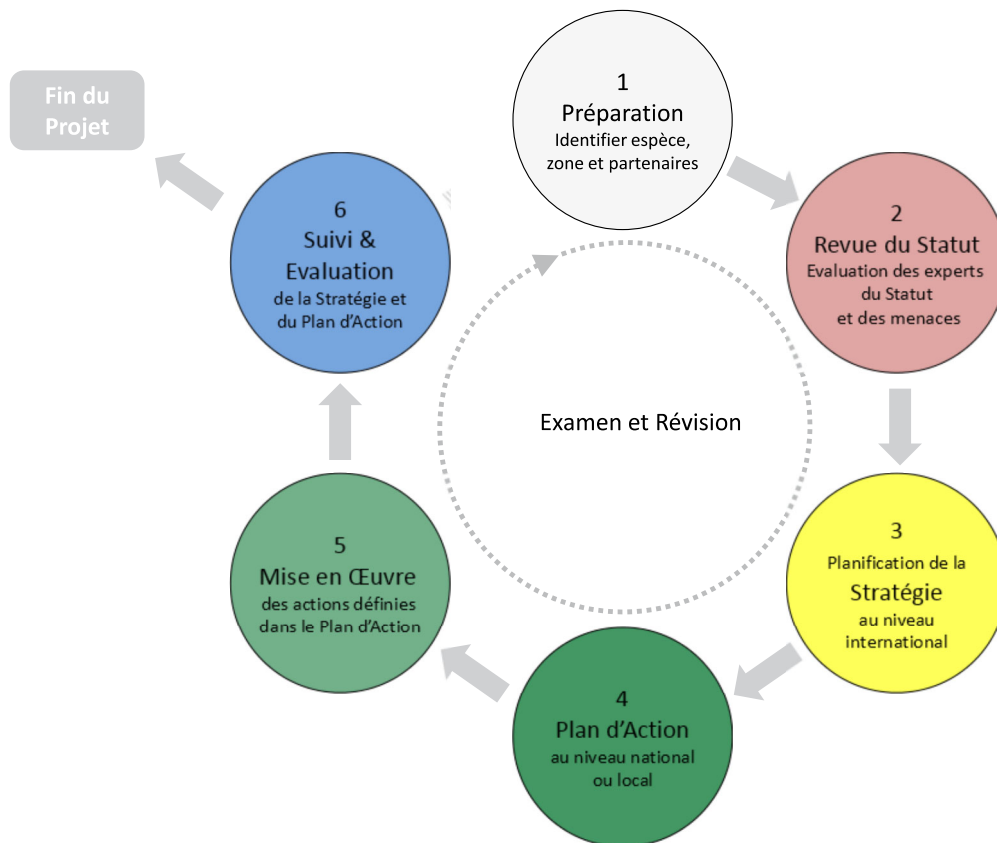 Fin du
Projet
1
Préparation
Identifier espèce,
zone et partenaires
2
Revue du Statut
Evaluation des experts
du Statut
et des menaces
3
Planification de la
Stratégie
au niveau
international
4
Plan d'Action
au niveau national
ou local
5
Mise en Œuvre
des actions définies
dans le Plan d'Action
6
Suivi &
Evaluation
de la Stratégie et
du Plan d'Action
Examen et Révision